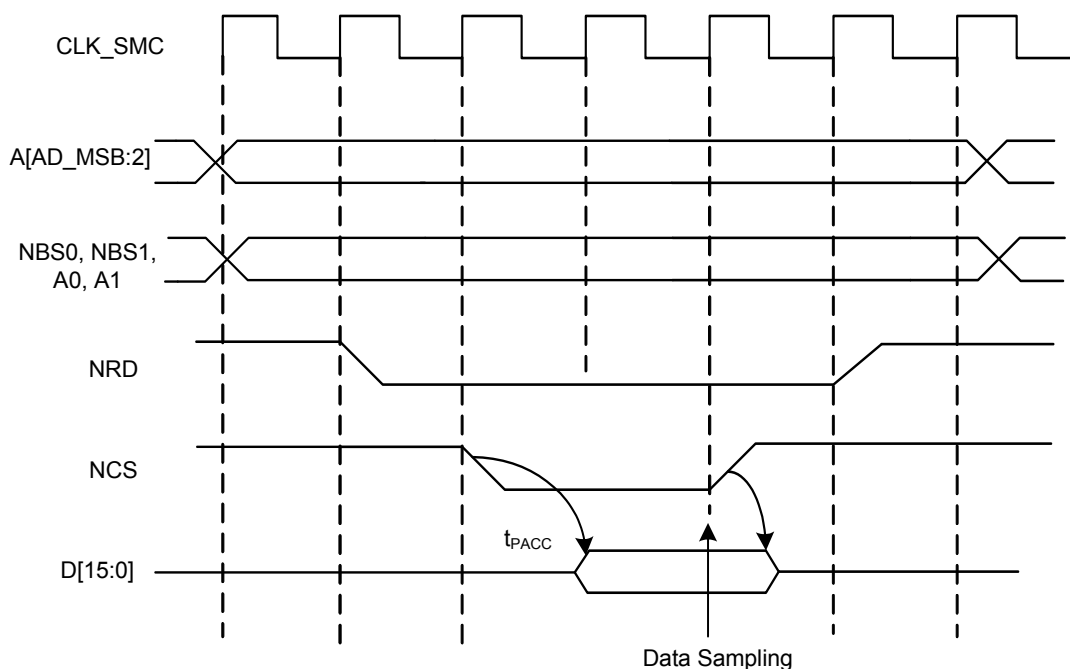 CLK_SMC
A[AD_MSB:2]
NBS0, NBS1,
A0, A1
NRD
NCS
tPACC
D[15:0]
Data Sampling